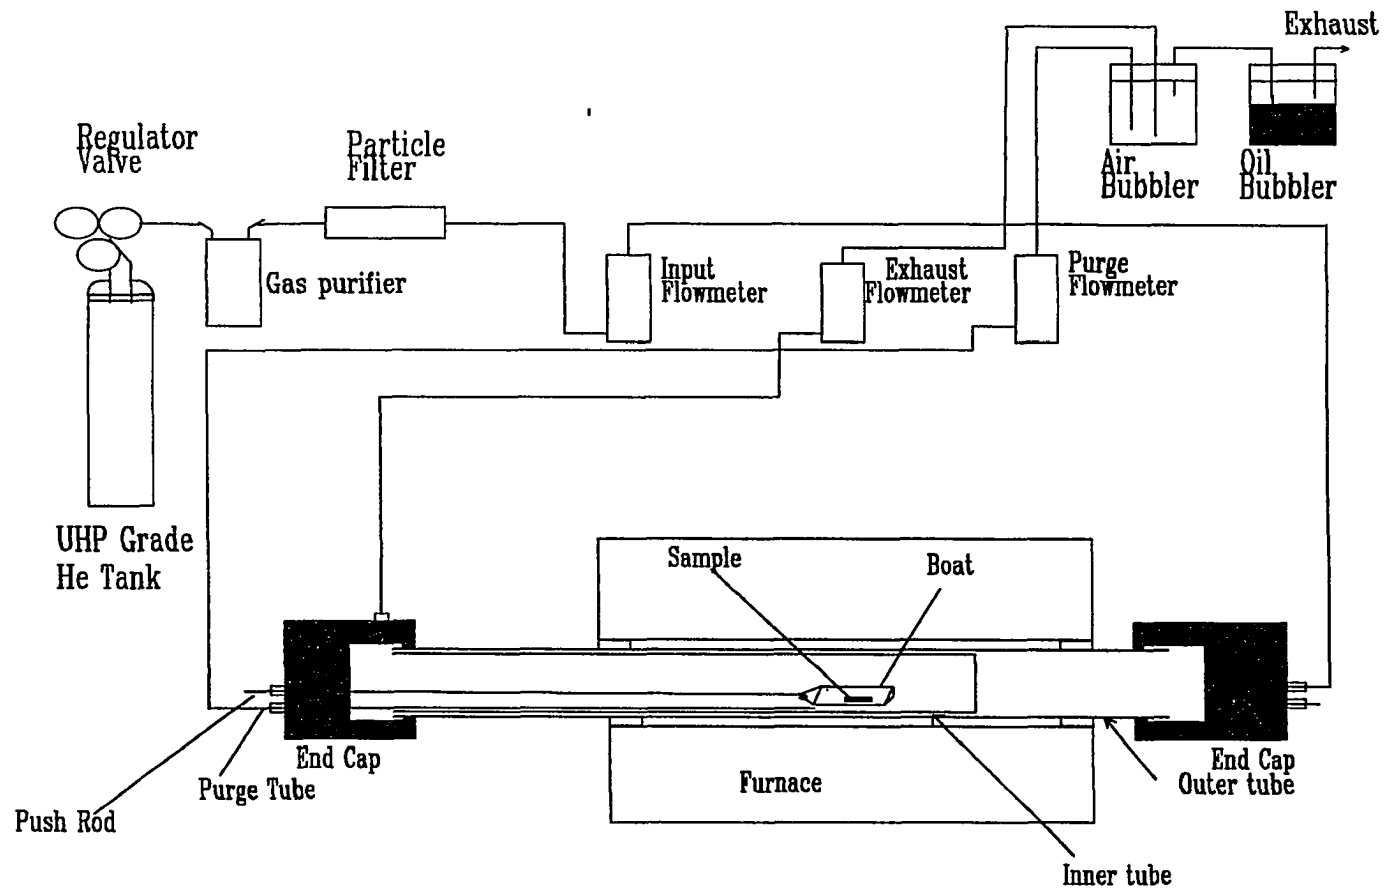 Exhaust
Regulator
Valve
Particle
Filter
Air
Bubbler
Oil
Bubbler
Gas purifier
Input
Flowmeter
Exhaust
Flowmeter
Purge
Flowmeter
UHP Grade
He Tank
Sample
Boat
End Cap
Purge Tube
Push Rod
Furnace
End Cap
Outer tube
Inner tube